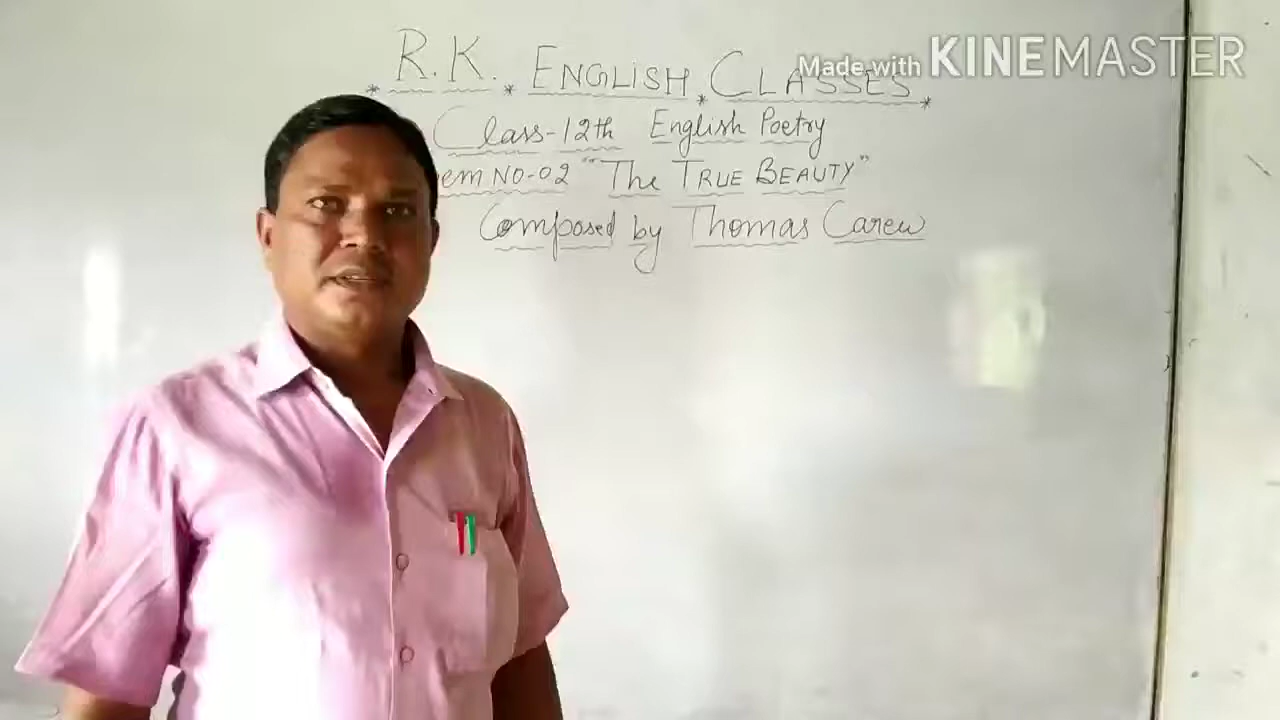 * R.K. * ENGLISH * CLASSES *
Made with KINEMASTER
Class-12th English Poetry
em NO-02 "The TRUE BEAUTY"
Composed by Thomas Carew